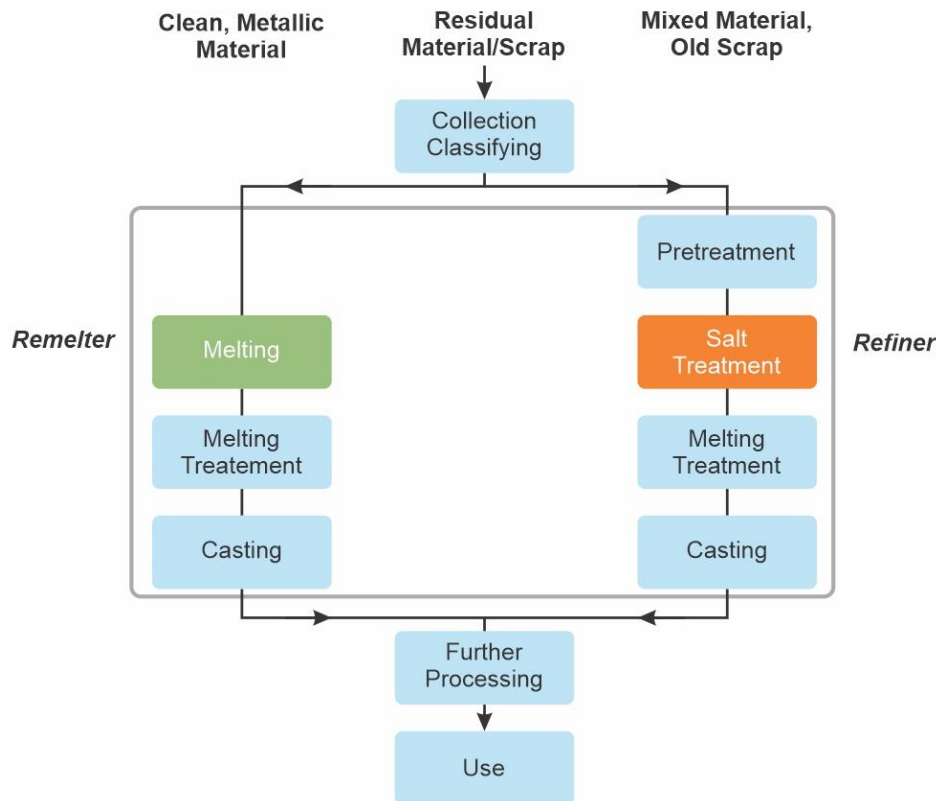 Clean, Metallic
Material
Residual
Material/Scrap
Mixed Material,
Old Scrap
Collection
Classifying
Pretreatment
Remelter
Melting
Salt
Treatment
Refiner
Melting
Treatement
Melting
Treatment
Casting
Casting
Further
Processing
Use